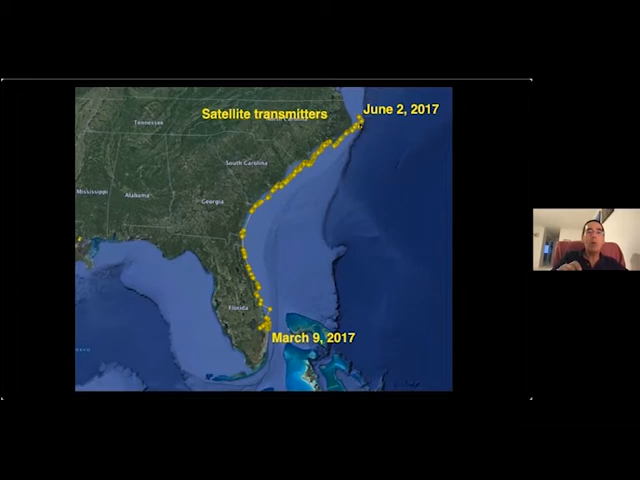 June 2, 2017
Satellite transmitters
Tennessee
South Carolina
Mississippi
Alabama
Georgia
Florida
March 9, 2017